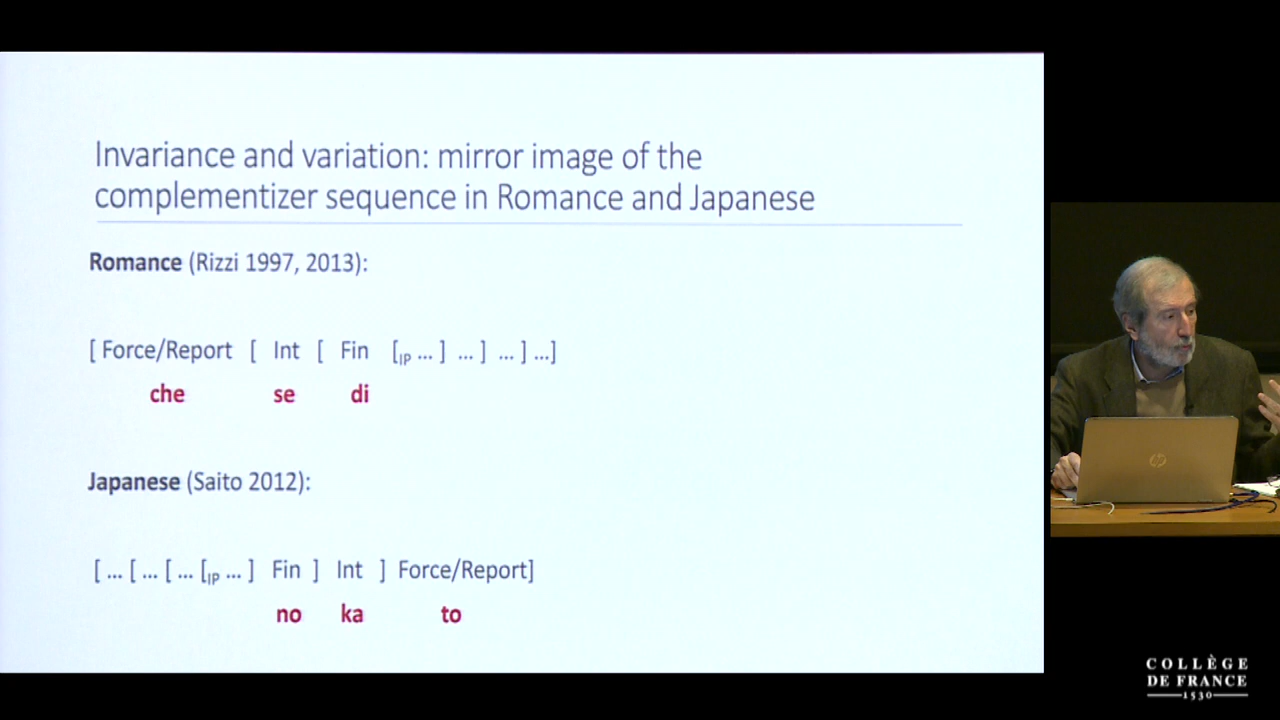 Invariance and variation: mirror image of the
complementizer sequence in Romance and Japanese
Romance (Rizzi 1997, 2013):
[ Force/Report [ Int [ Fin [IP ... ] ... ] ... ] ...]
che se di
Japanese (Saito 2012):
[ ... [ ... [ ... [IP ... ] Fin ] Int ] Force/Report]
no ka to
hp
COLLÈGE
DE FRANCE
1530